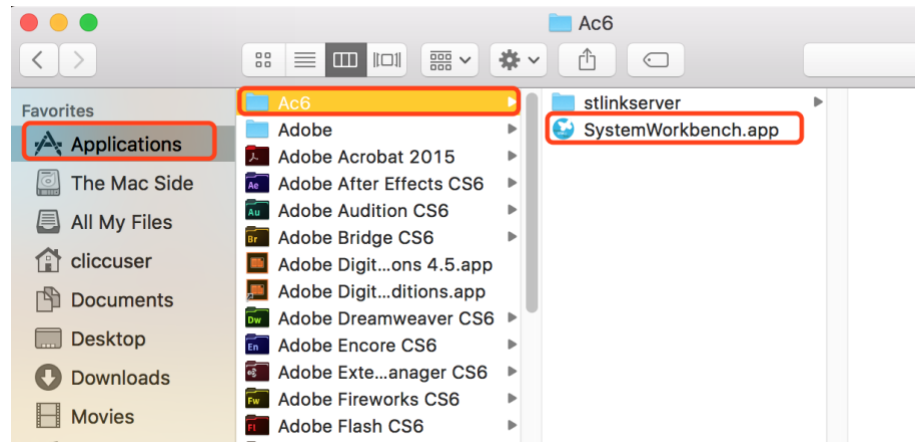 Ac6
Favorites
Applications
The Mac Side
All My Files
cliccuser
Documents
Desktop
Downloads
Movies
Ac6
Adobe
Adobe Acrobat 2015
Adobe After Effects CS6
Adobe Audition CS6
Adobe Bridge CS6
Adobe Digit...ons 4.5.app
Adobe Digit...ditions.app
Adobe Dreamweaver CS6
Adobe Encore CS6
Adobe Exte...anager CS6
Adobe Fireworks CS6
Adobe Flash CS6
stlinkserver
SystemWorkbench.app